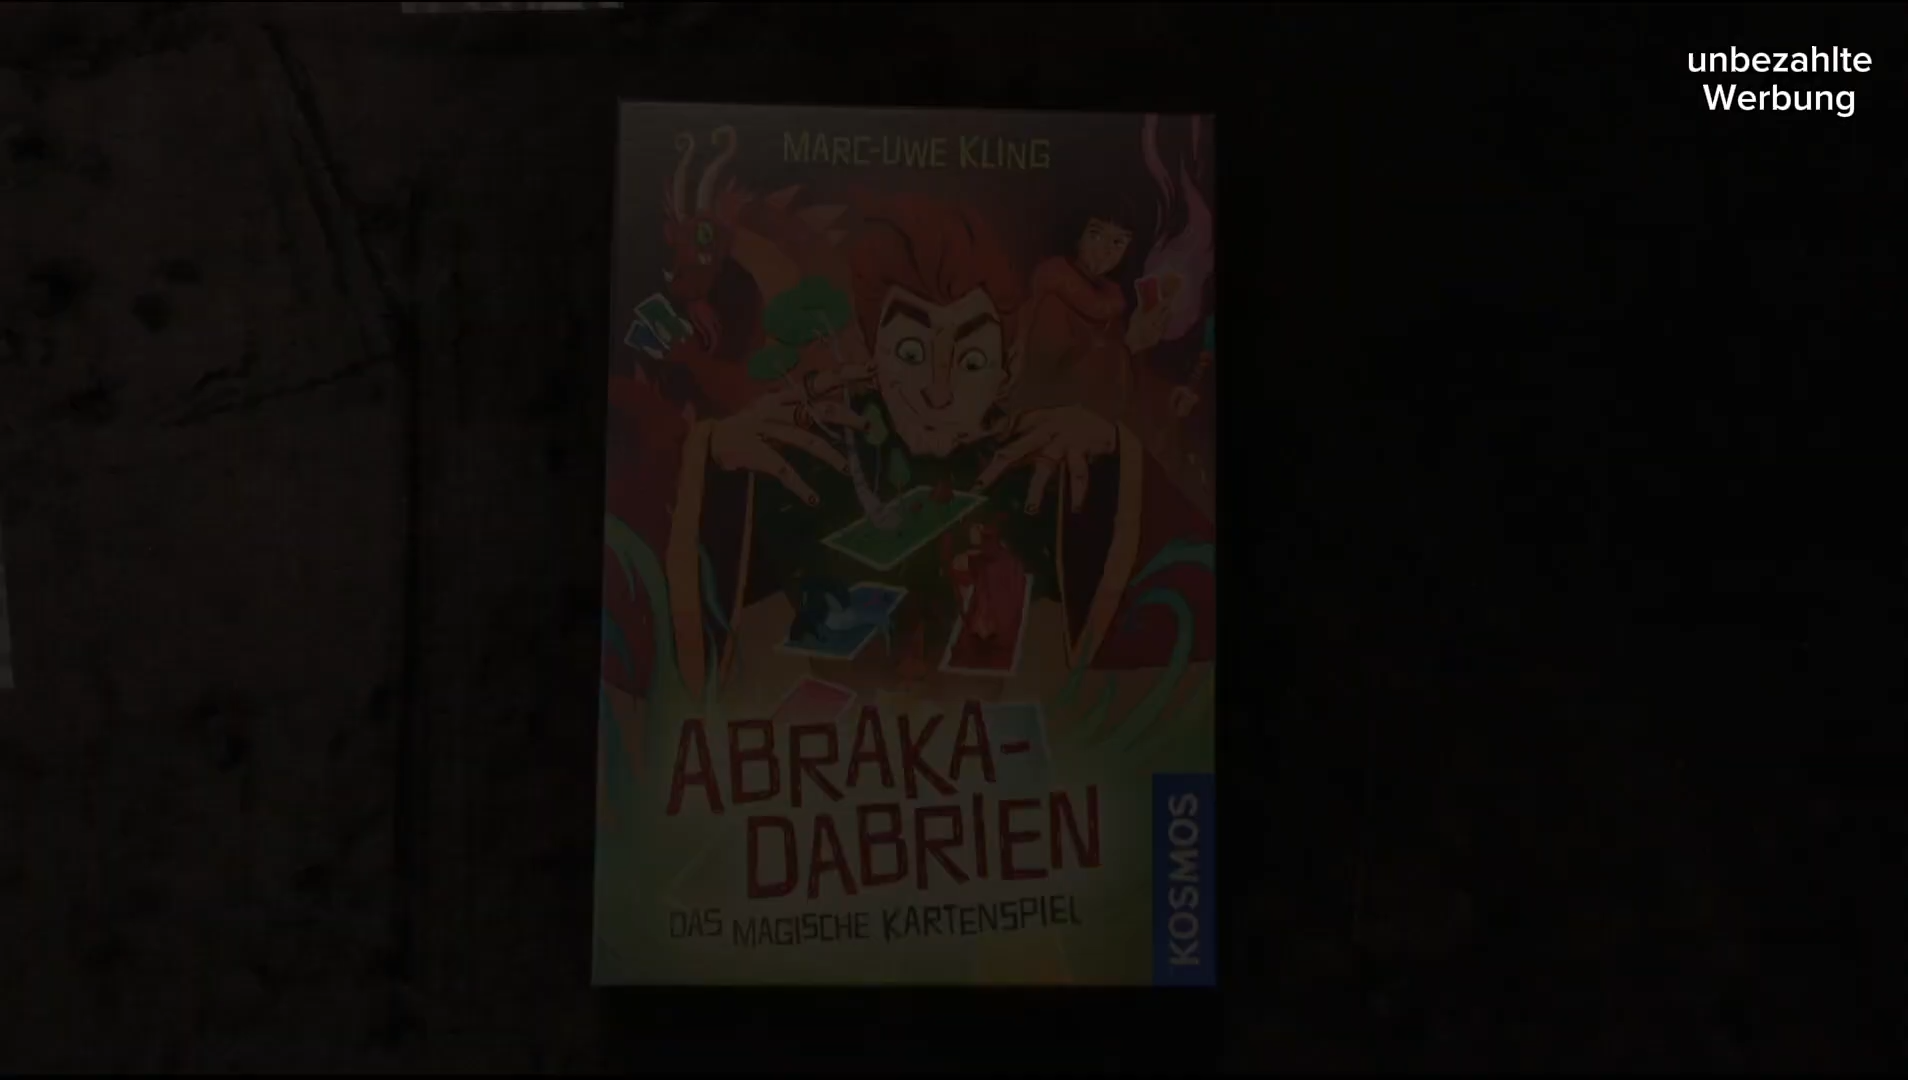 unbezahlte
Werbung
MARC-UWE KLING
ABRAKA-
DABRIEN
DAS MAGISCHE KARTENSPIEL
KOSMOS